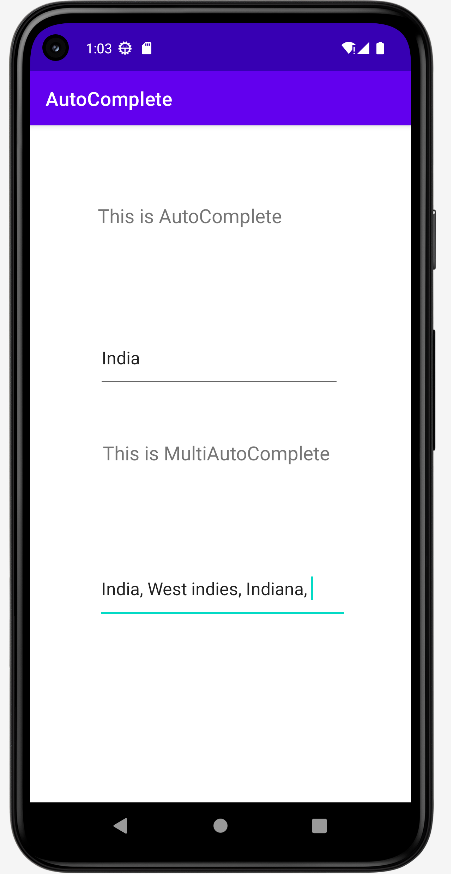 1:03
AutoComplete
This is AutoComplete
India
This is MultiAutoComplete
India, West indies, Indiana,